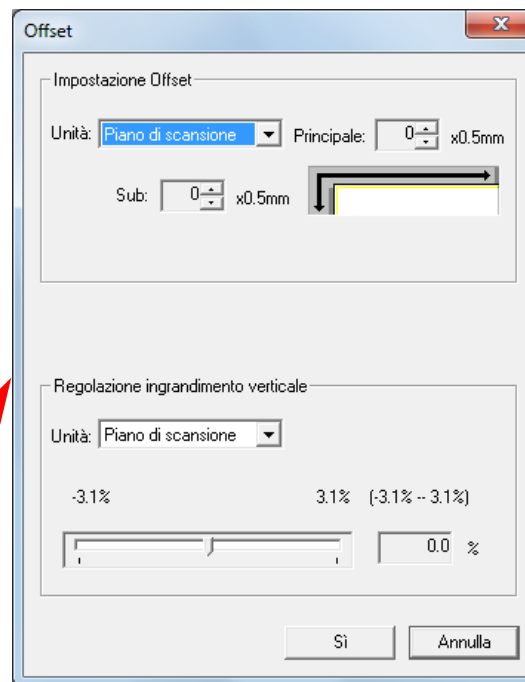 Offset
Impostazione Offset
Unità: Piano di scansione Principale: 0 x0.5mm
Sub: 0 x0.5mm
Regolazione ingrandimento verticale
Unità: Piano di scansione
-3.1% 3.1% (-3.1% -- 3.1%)
0.0 %
Sì Annulla